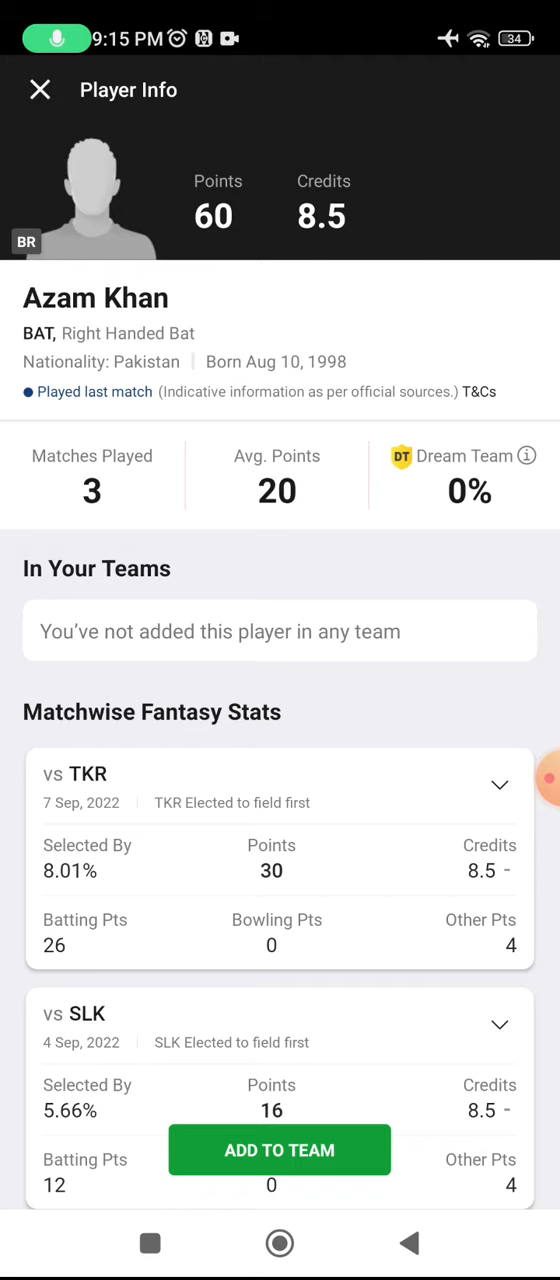 9:15 PM
34
Player Info
Points
Credits
60
8.5
BR
Azam Khan
BAT, Right Handed Bat
Nationality: Pakistan | Born Aug 10, 1998
Played last match (Indicative information as per official sources.) T&Cs
Matches Played
Avg. Points
DT Dream Team
3
20
0%
In Your Teams
You’ve not added this player in any team
Matchwise Fantasy Stats
vs TKR
7 Sep, 2022 TKR Elected to field first
Selected By
Points
Credits
8.01%
30
8.5 -
Batting Pts
Bowling Pts
Other Pts
26
0
4
vs SLK
4 Sep, 2022 SLK Elected to field first
Selected By
Points
Credits
5.66%
16
8.5 -
ADD TO TEAM
Batting Pts
Other Pts
12
0
4